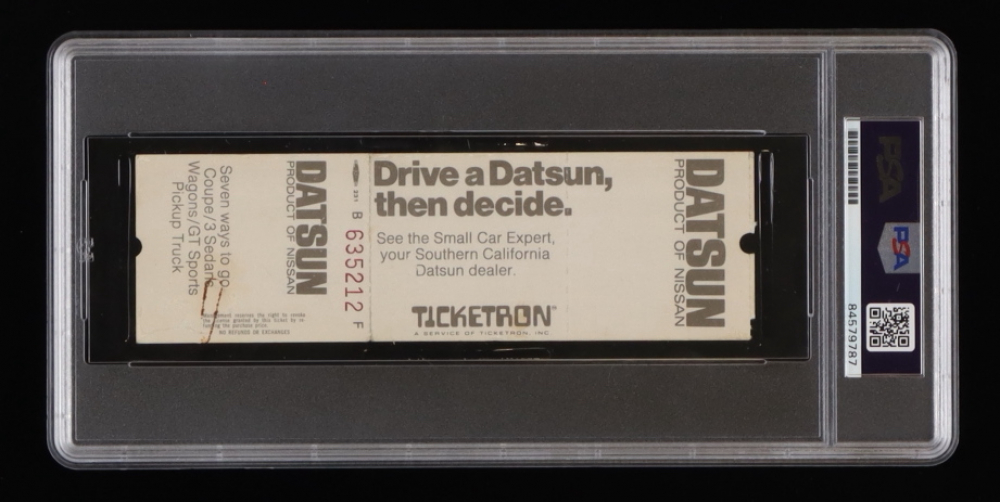 Seven ways to go.
Coupe/3 Sedans
Wagons/GT Sports
Pickup Truck
DATSUN
PRODUCT OF NISSAN
NO REFUNDS OR EXCHANGES
231 B 635212 F
Drive a Datsun,
then decide.
See the Small Car Expert,
your Southern California
Datsun dealer.
TICKETRON
A SERVICE OF TICKETRON, INC.
DATSUN
PRODUCT OF NISSAN
PSA
PSA
84579787